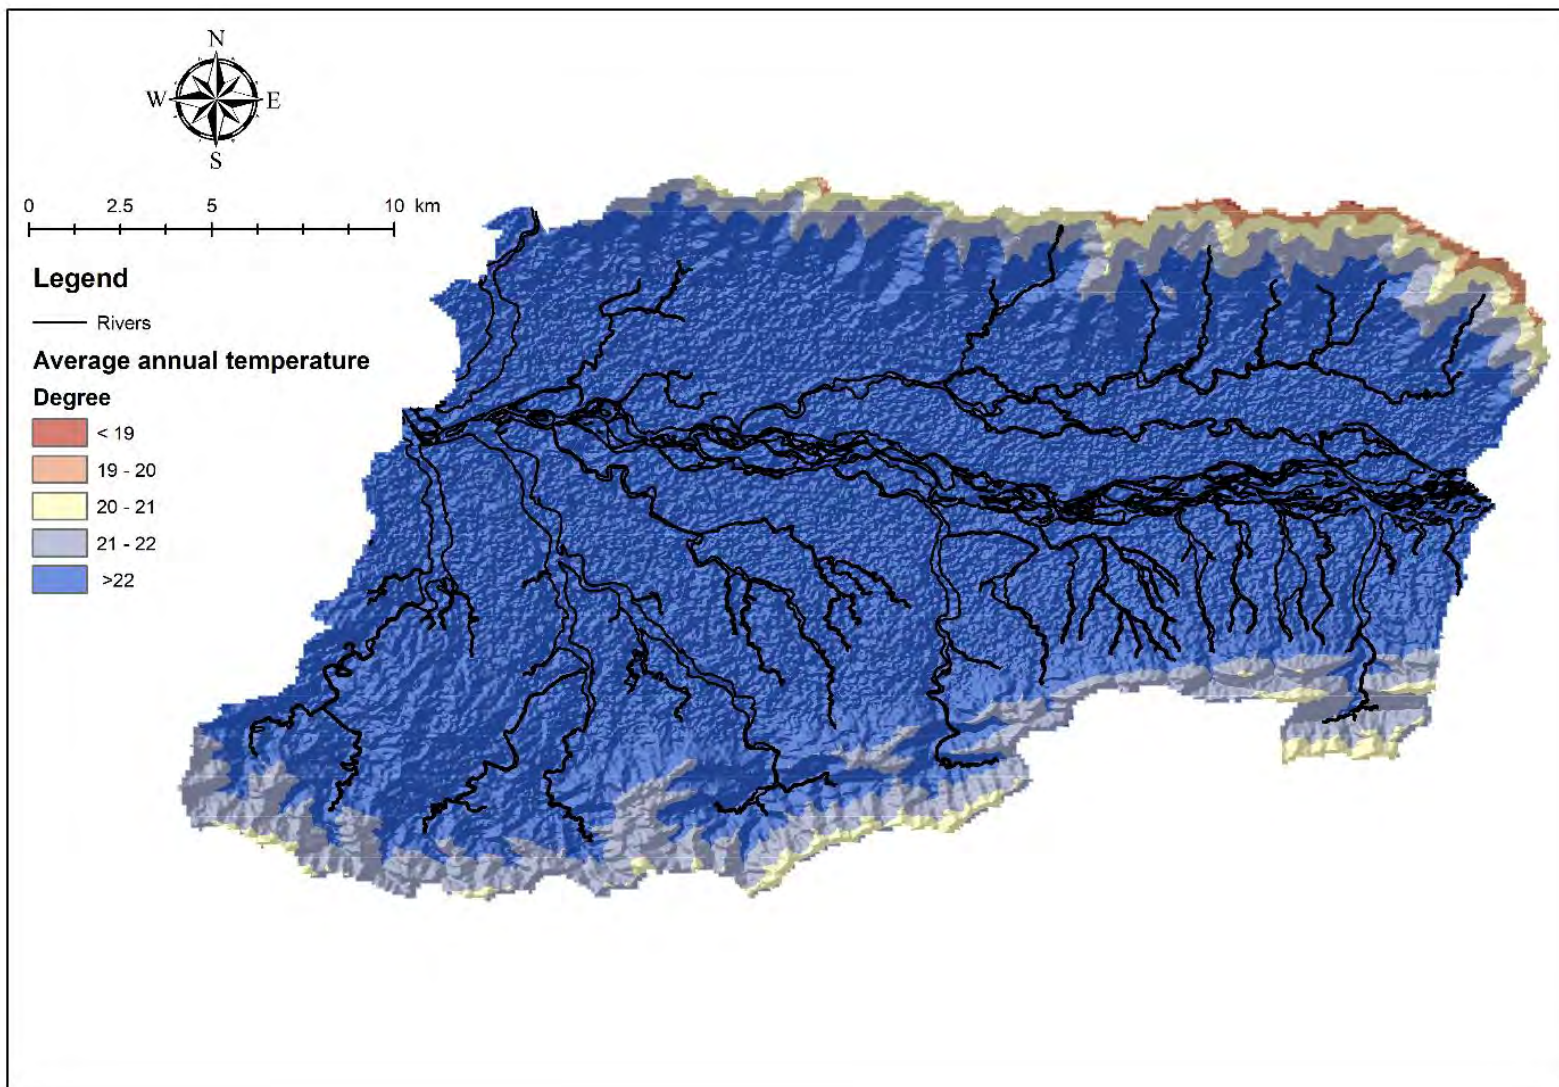 N
W E
S
0 2.5 5 10 km
Legend
Rivers
Average annual temperature
Degree
< 19
19 - 20
20 - 21
21 - 22
>22